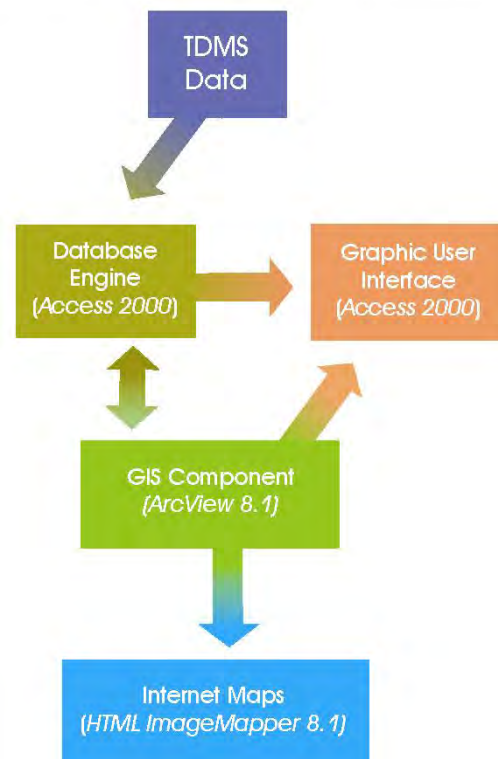 TDMS
Data
Database
Engine
(Access 2000)
Graphic User
Interface
(Access 2000)
GIS Component
(ArcView 8.1)
Internet Maps
(HTML ImageMapper 8.1)